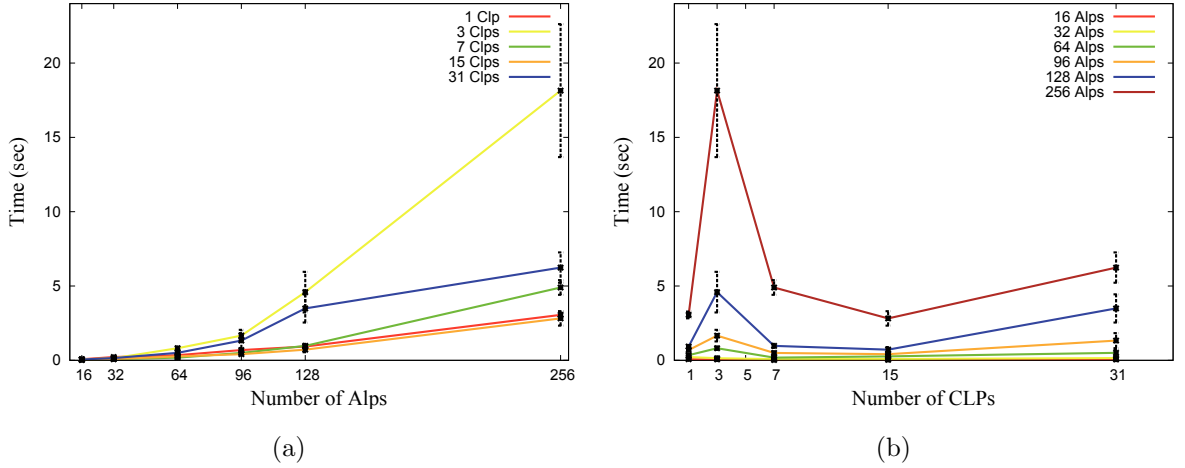 1 Clp
3 Clps
7 Clps
15 Clps
31 Clps
20
15
10
5
0
Time (sec)
16 32 64 96 128 256
Number of Alps
(a)
16 Alps
32 Alps
64 Alps
96 Alps
128 Alps
256 Alps
20
15
10
5
0
Time (sec)
1 3 5 7 15 31
Number of CLPs
(b)